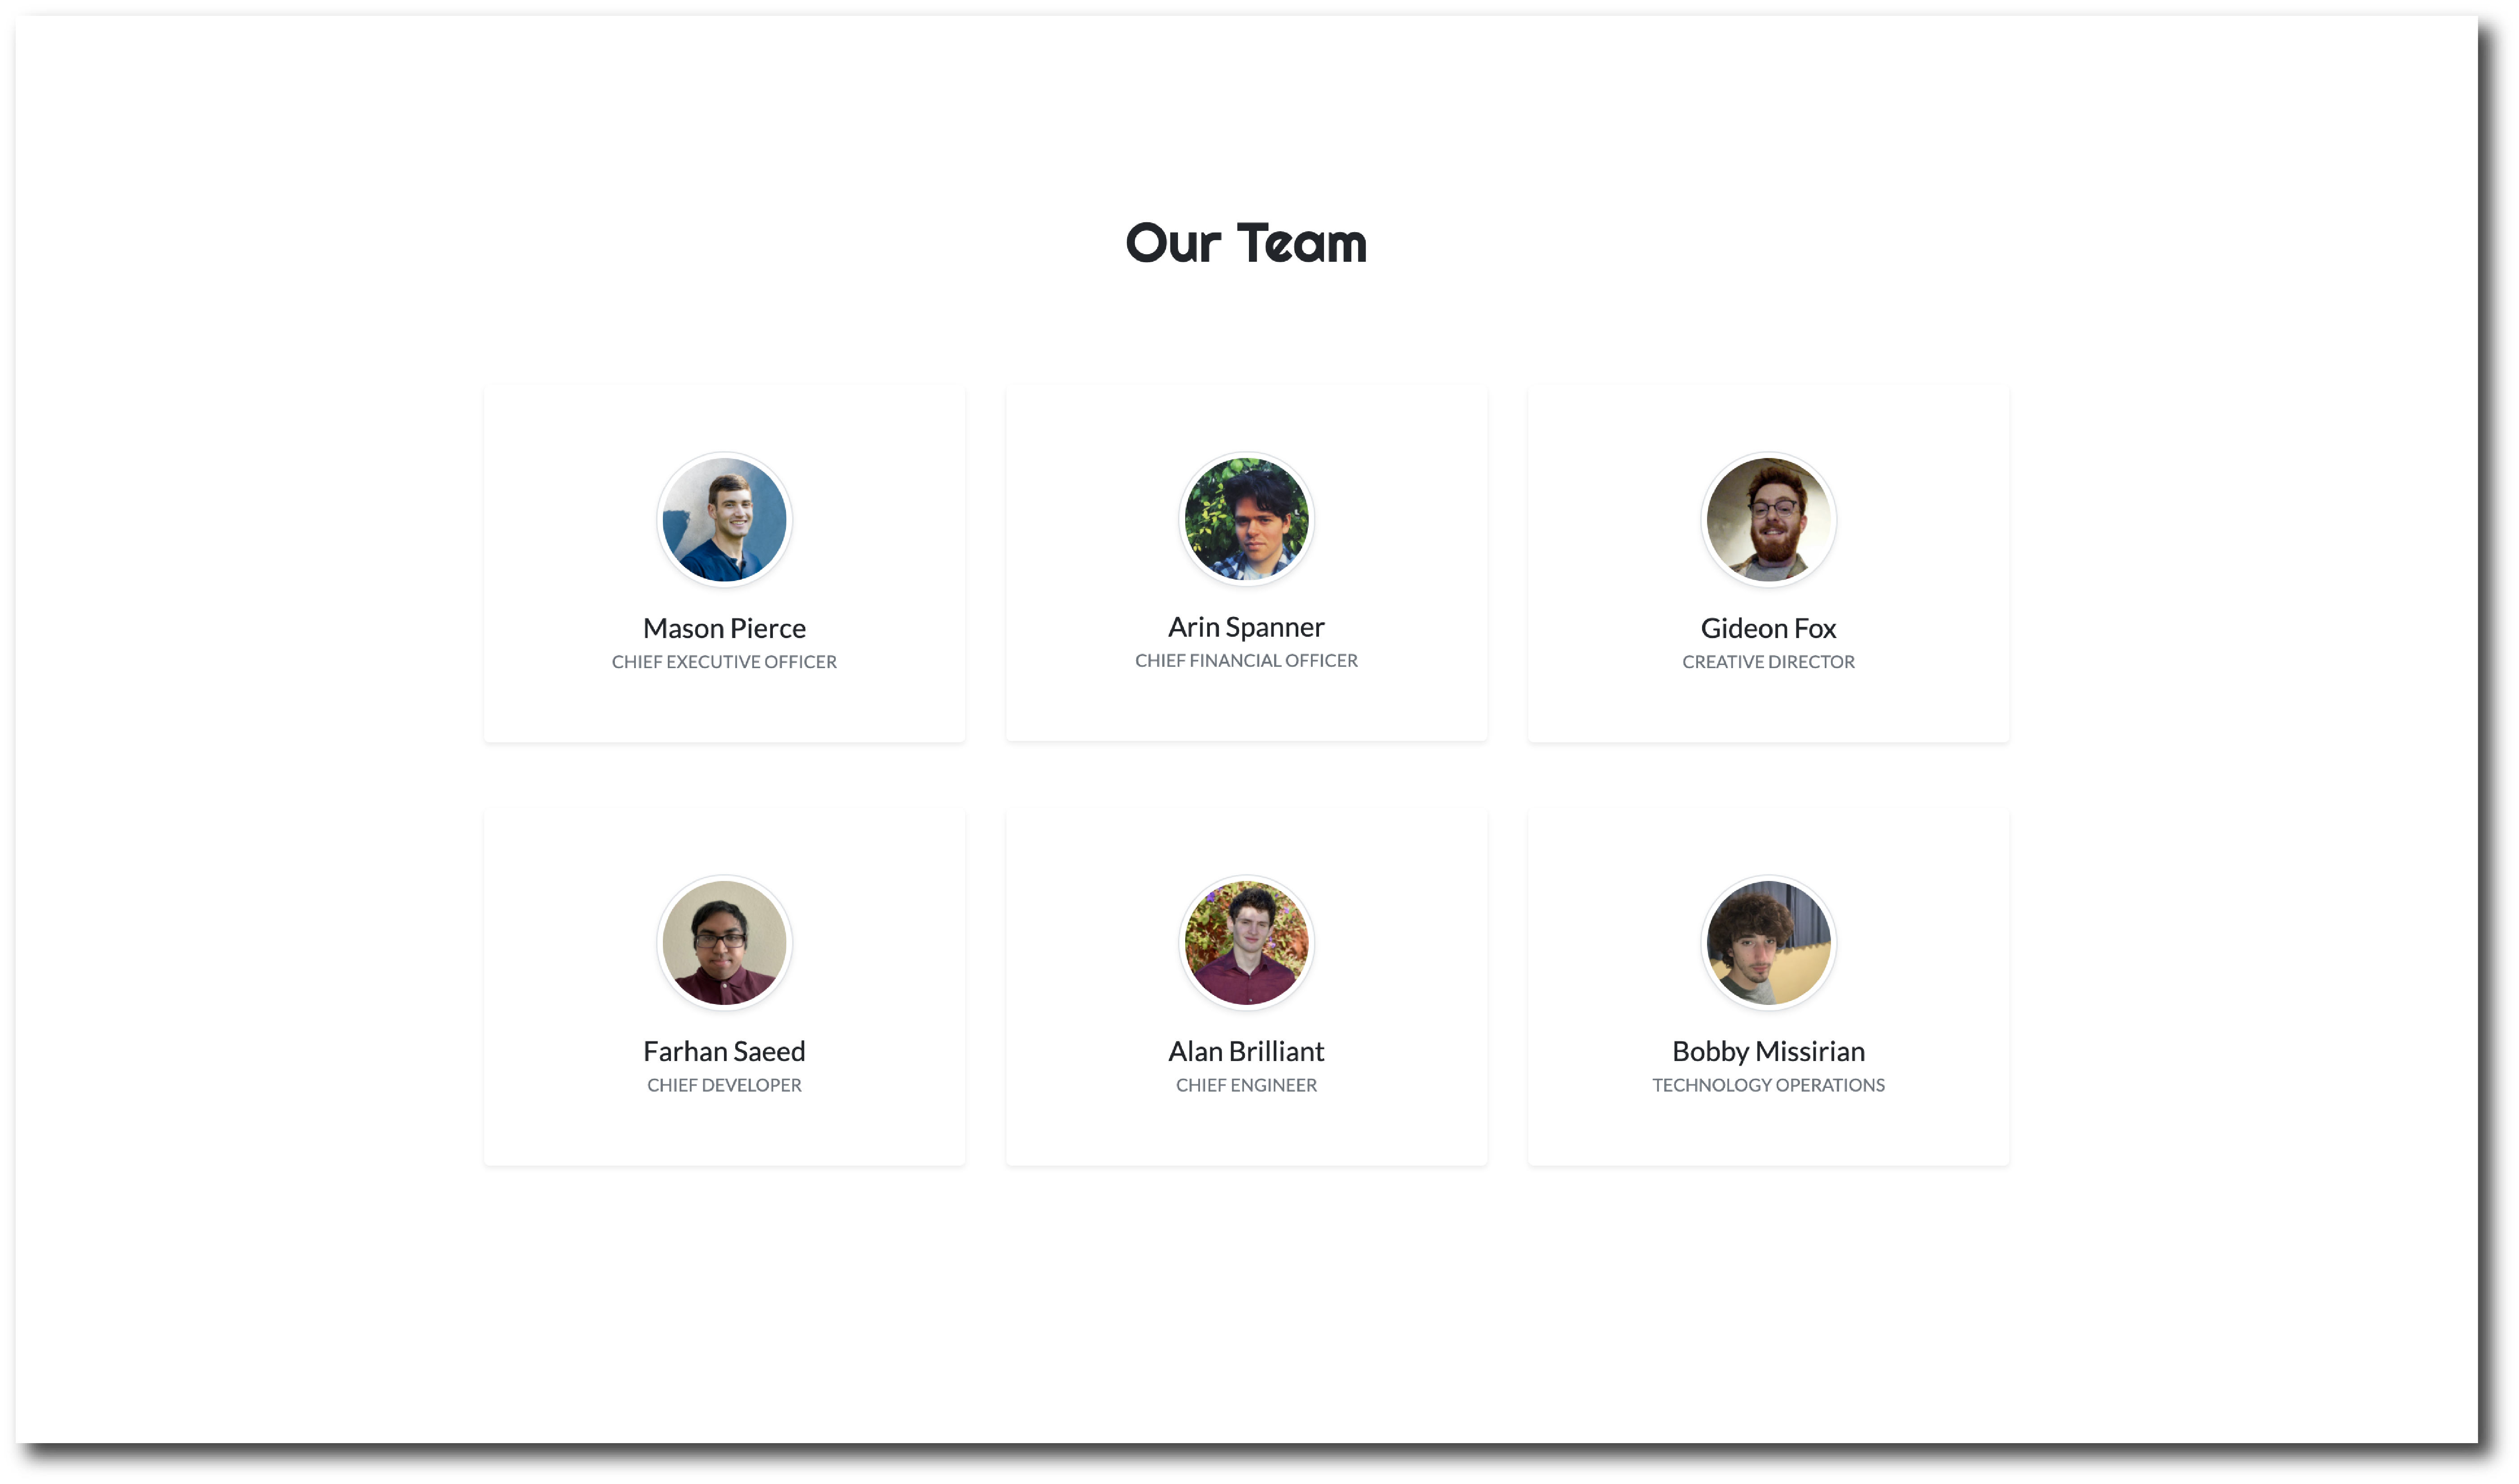 Our Team
Mason Pierce
CHIEF EXECUTIVE OFFICER
Arin Spanner
CHIEF FINANCIAL OFFICER
Gideon Fox
CREATIVE DIRECTOR
Farhan Saeed
CHIEF DEVELOPER
Alan Brilliant
CHIEF ENGINEER
Bobby Missirian
TECHNOLOGY OPERATIONS